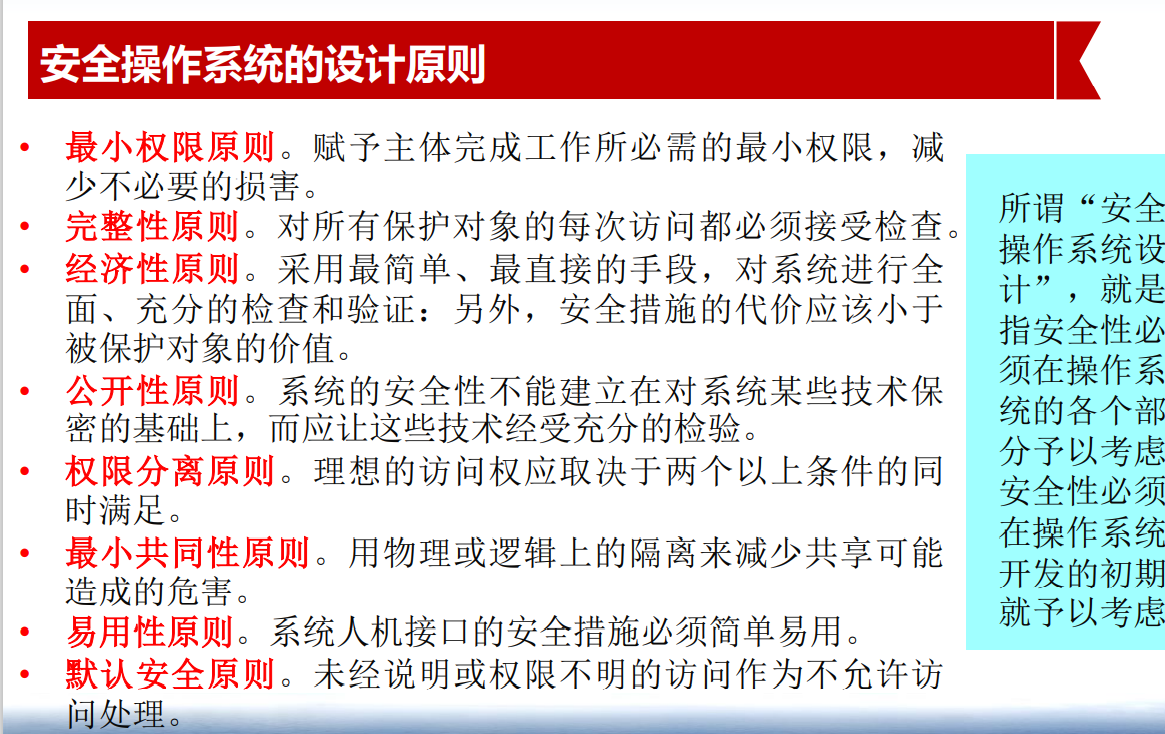 安全操作系统的设计原则
• 最小权限原则。赋予主体完成工作所必需的最小权限，减
少不必要的损害。
• 完整性原则。对所有保护对象的每次访问都必须接受检查。
• 经济性原则。采用最简单、最直接的手段，对系统进行全
面、充分的检查和验证：另外，安全措施的代价应该小于
被保护对象的价值。
• 公开性原则。系统的安全性不能建立在对系统某些技术保
密的基础上，而应让这些技术经受充分的检验。
• 权限分离原则。理想的访问权应取决于两个以上条件的同
时满足。
• 最小共同性原则。用物理或逻辑上的隔离来减少共享可能
造成的危害。
• 易用性原则。系统人机接口的安全措施必须简单易用。
• 默认安全原则。未经说明或权限不明的访问作为不允许访
问处理。
所谓“安全
操作系统设
计”，就是
指安全性必
须在操作系
统的各个部
分予以考虑
安全性必须
在操作系统
开发的初期
就予以考虑